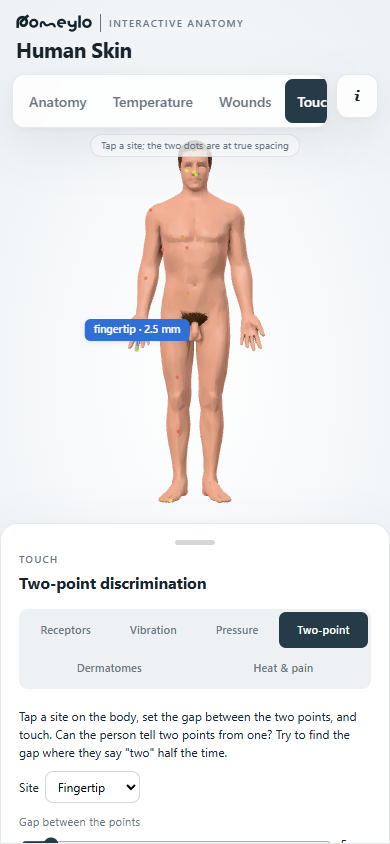 Domeylo
INTERACTIVE ANATOMY
Human Skin
Anatomy Temperature Wounds Touc
i
Tap a site; the two dots are at true spacing
fingertip · 2.5 mm
TOUCH
Two-point discrimination
Receptors Vibration Pressure Two-point
Dermatomes Heat & pain
Tap a site on the body, set the gap between the two points, and
touch. Can the person tell two points from one? Try to find the
gap where they say "two" half the time.
Site Fingertip
Gap between the points